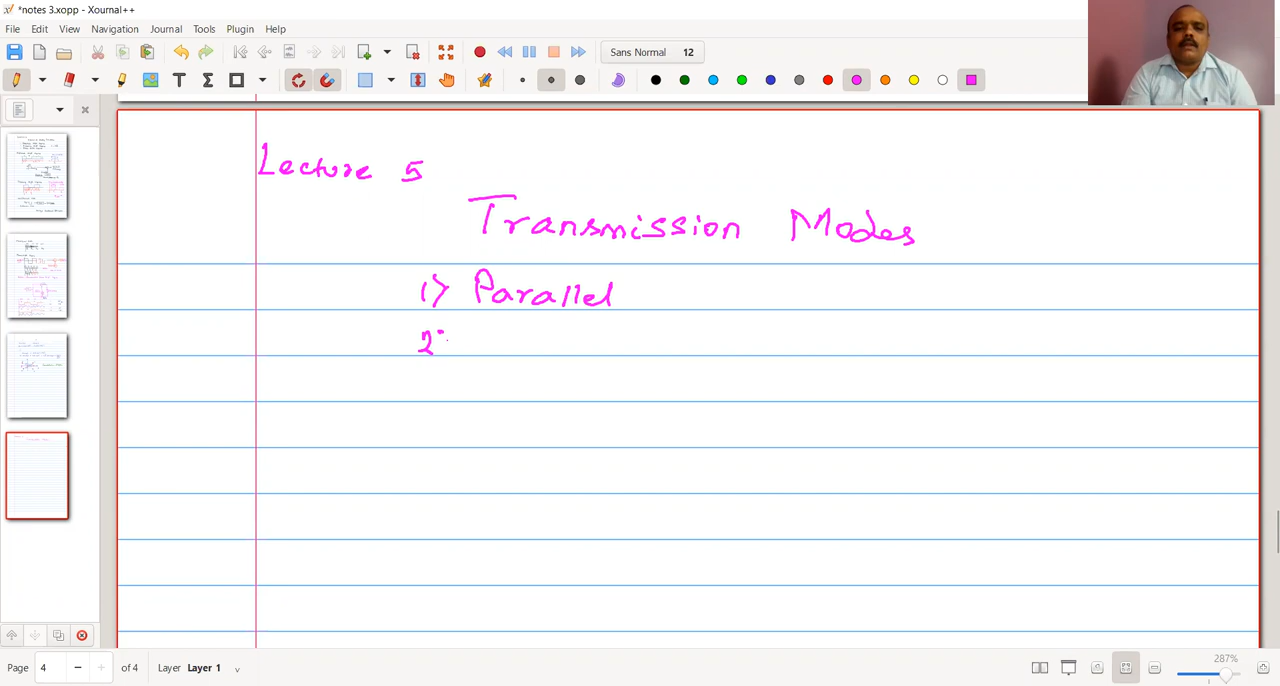 *notes 3.xopp - Xournal++
File Edit View Navigation Journal Tools Plugin Help
Sans Normal 12
Lecture 5
Transmission Modes
1) Parallel
2
Page 4 of 4 Layer Layer 1 287%